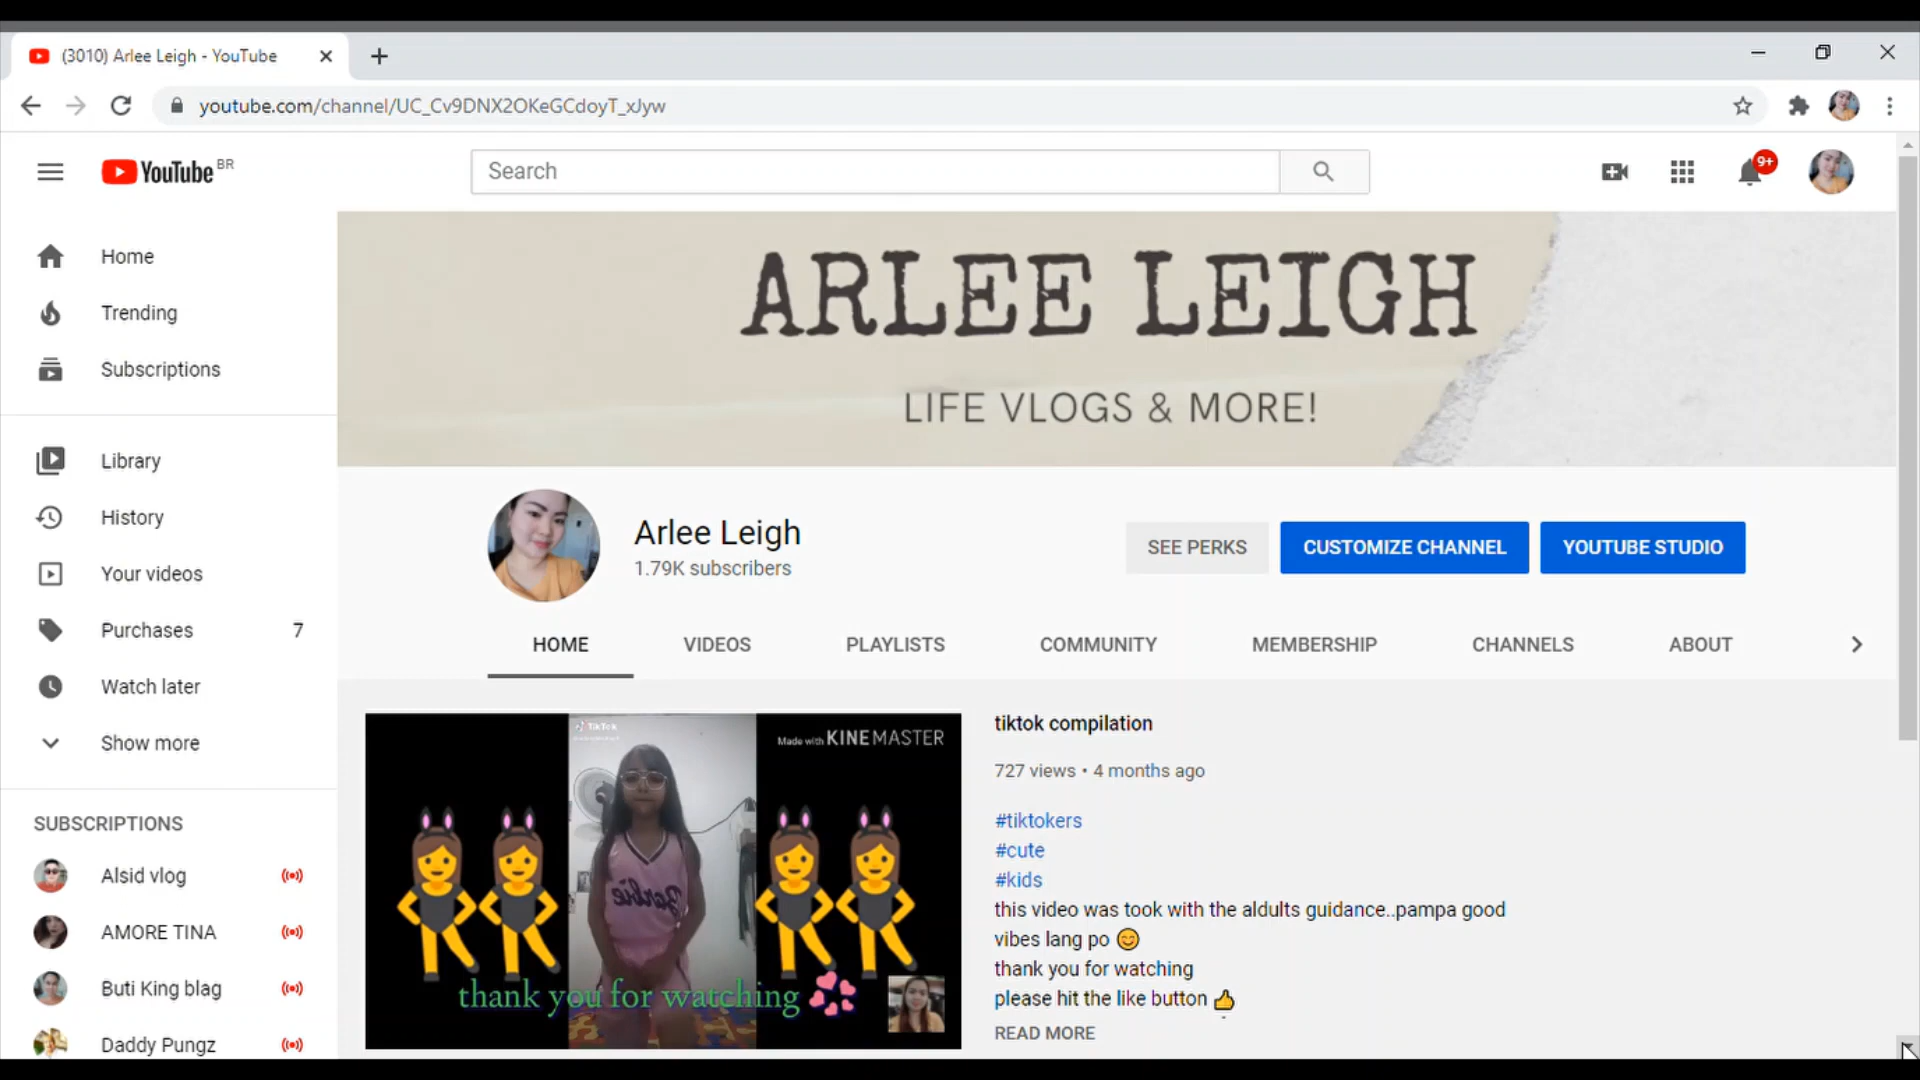 (3010) Arlee Leigh - YouTube
youtube.com/channel/UC_Cv9DNX2OKeGCdoyT_xJyw
YouTube BR
Search
9+
Home
Trending
Subscriptions
Library
History
Your videos
Purchases 7
Watch later
Show more
SUBSCRIPTIONS
Alsid vlog
AMORE TINA
Buti King blag
Daddy Pungz
ARLEE LEIGH
LIFE VLOGS & MORE!
Arlee Leigh
1.79K subscribers
SEE PERKS
CUSTOMIZE CHANNEL
YOUTUBE STUDIO
HOME VIDEOS PLAYLISTS COMMUNITY MEMBERSHIP CHANNELS ABOUT
TikTok
Made with KINEMASTER
Barbie
thank you for watching
tiktok compilation
727 views • 4 months ago
#tiktokers
#cute
#kids
this video was took with the aldults guidance..pampa good
vibes lang po 😊
thank you for watching
please hit the like button 👍
READ MORE